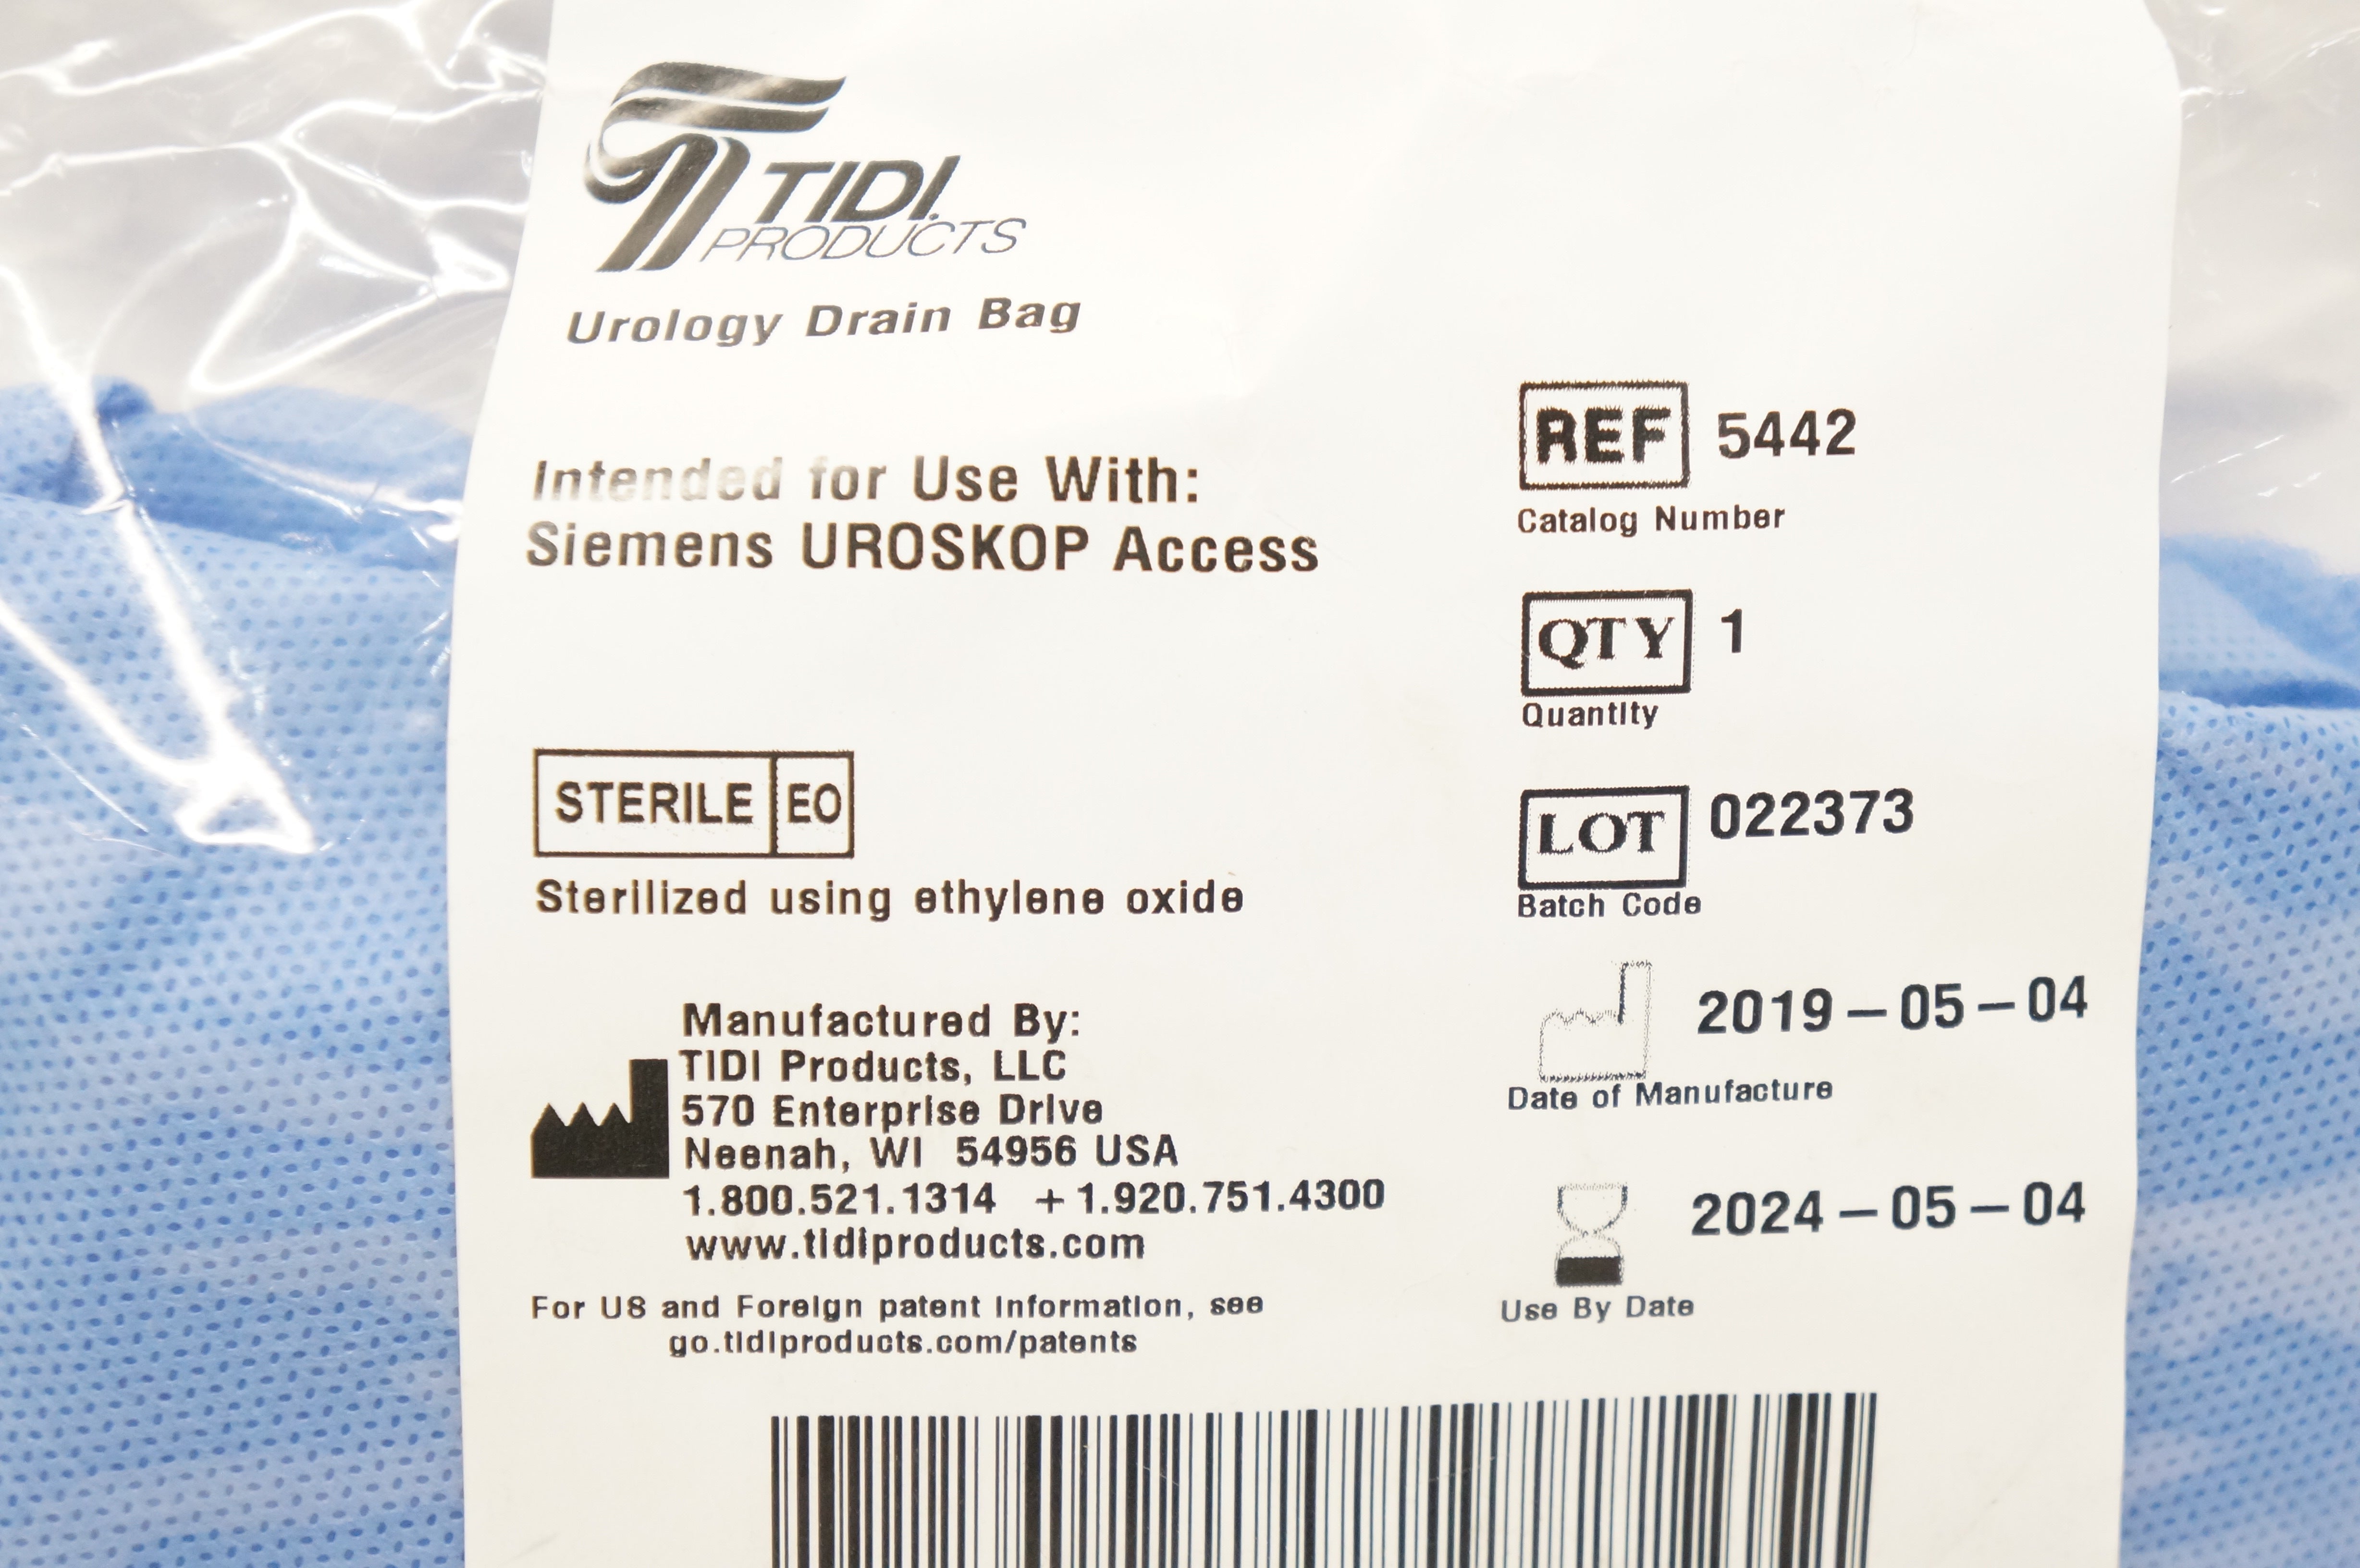 TIDI
PRODUCTS
Urology Drain Bag
Intended for Use With:
Siemens UROSKOP Access
STERILE EO
Sterilized using ethylene oxide
Manufactured By:
TIDI Products, LLC
570 Enterprise Drive
Neenah, WI 54956 USA
1.800.521.1314 +1.920.751.4300
www.tidiproducts.com
For US and Foreign patent Information, see
go.tidiproducts.com/patents
REF 5442
Catalog Number
QTY 1
Quantity
LOT 022373
Batch Code
2019-05-04
Date of Manufacture
2024-05-04
Use By Date